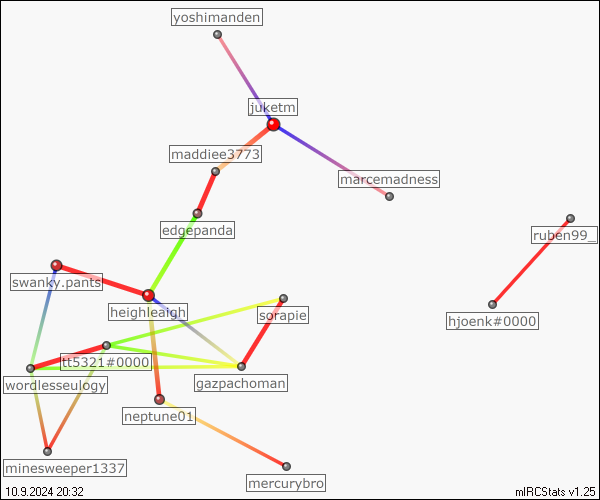 yoshimanden
juketm
maddiee3773
marcemadness
edgepanda
ruben99_
swanky.pants
heighleaigh
sorapie
hjoenk#0000
tt5321#0000
wordlesseulogy
gazpachoman
neptune01
minesweeper1337
mercurybro
10.9.2024 20:32
mIRCStats v1.25